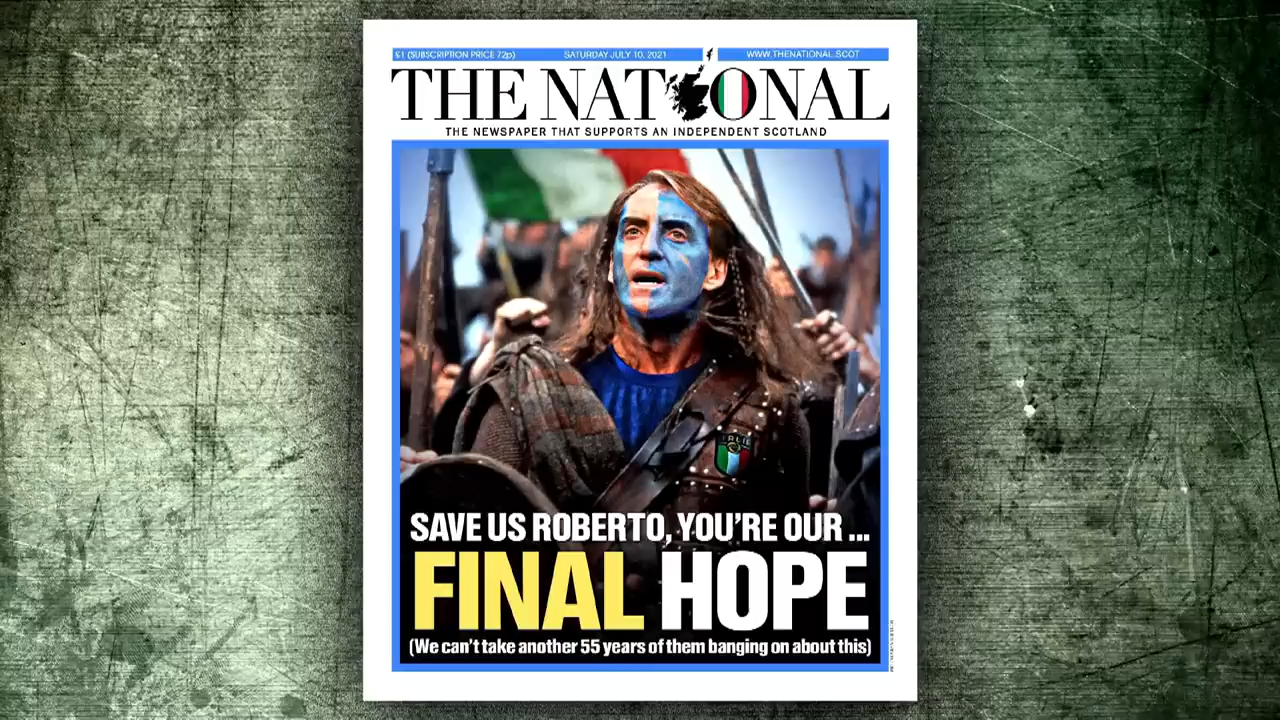 £1 (SUBSCRIPTION PRICE 72p) SATURDAY JULY 10, 2021 WWW.THENATIONAL.SCOT
THE NATIONAL
THE NEWSPAPER THAT SUPPORTS AN INDEPENDENT SCOTLAND
ITALIA
SAVE US ROBERTO, YOU'RE OUR ...
FINAL HOPE
(We can't take another 55 years of them banging on about this)